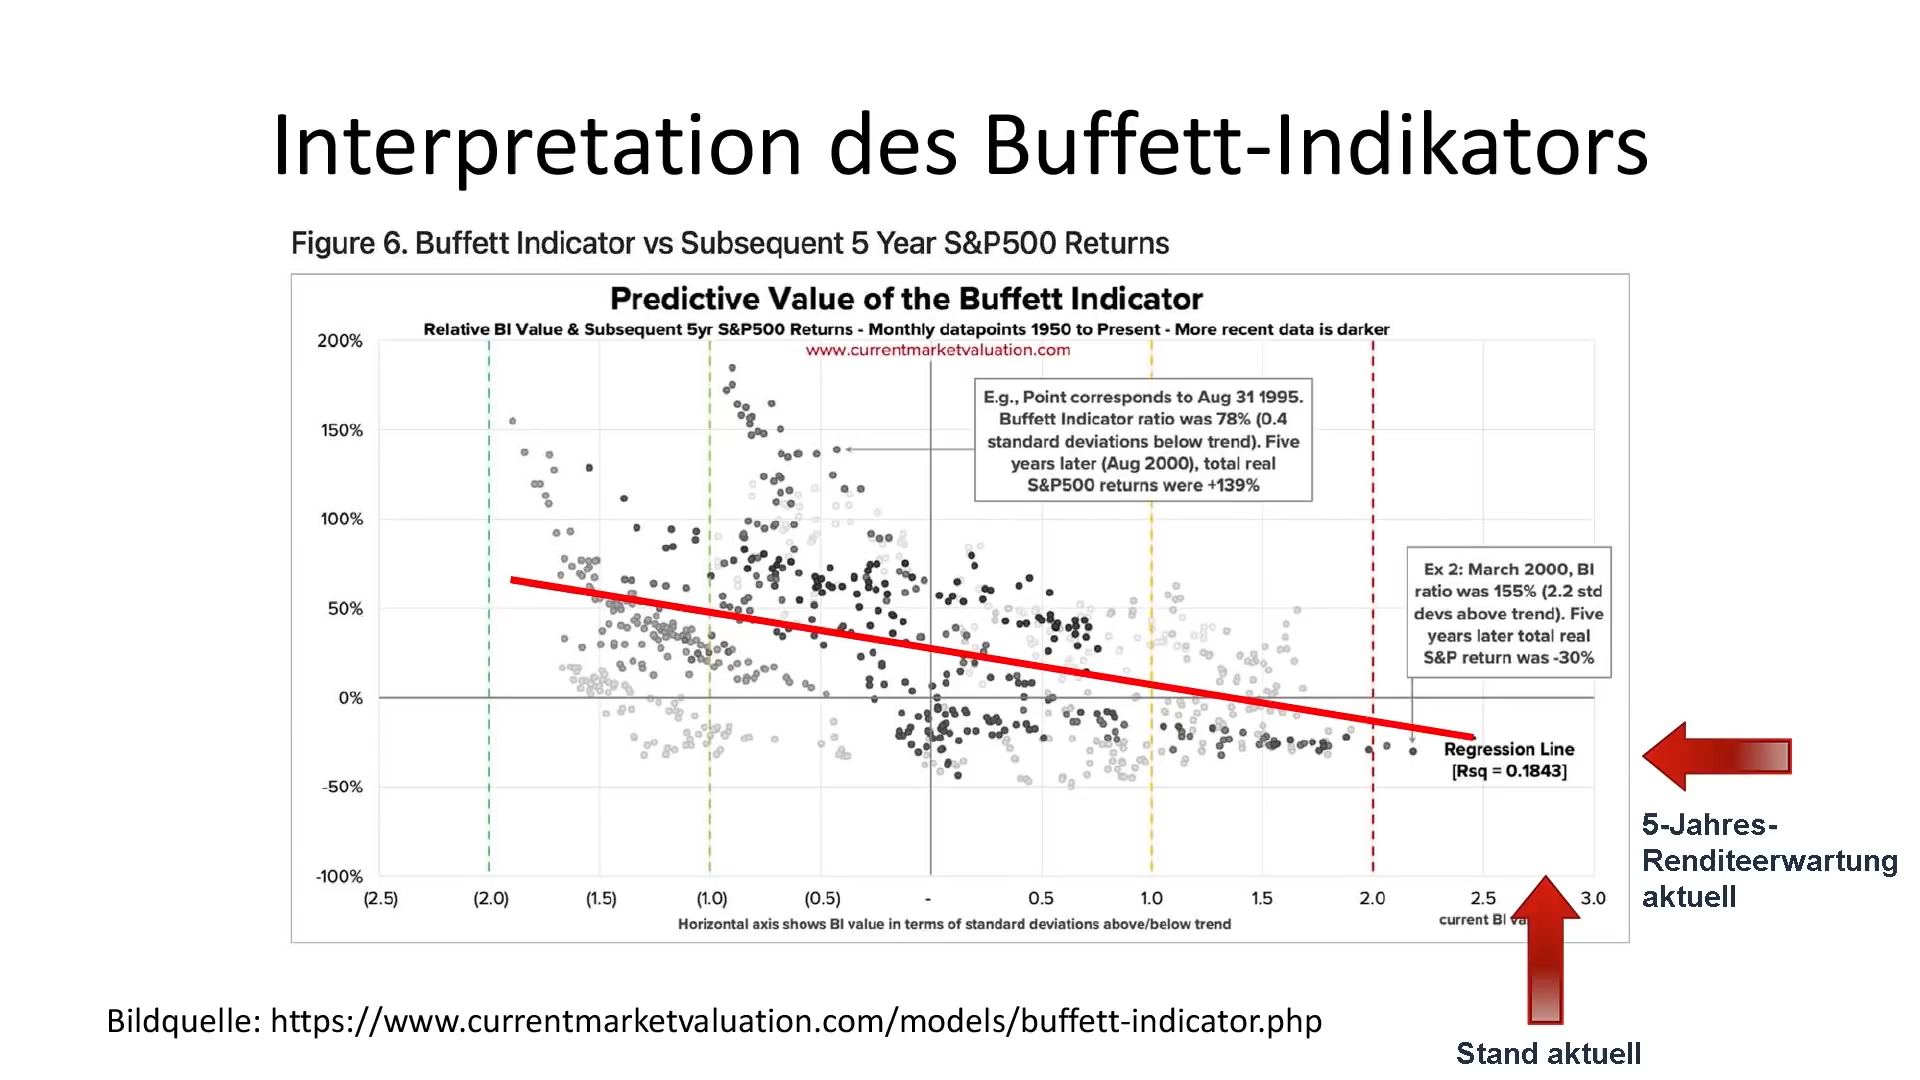 Interpretation des Buffett-Indikators
Figure 6. Buffett Indicator vs Subsequent 5 Year S&P500 Returns
Predictive Value of the Buffett Indicator
Relative BI Value & Subsequent 5yr S&P500 Returns - Monthly datapoints 1950 to Present - More recent data is darker
www.currentmarketvaluation.com
200%
150%
100%
50%
0%
-50%
-100%
E.g., Point corresponds to Aug 31 1995.
Buffett Indicator ratio was 78% (0.4
standard deviations below trend). Five
years later (Aug 2000), total real
S&P500 returns were +139%
Ex 2: March 2000, BI
ratio was 155% (2.2 std
devs above trend). Five
years later total real
S&P return was -30%
Regression Line
[Rsq = 0.1843]
(2.5) (2.0) (1.5) (1.0) (0.5) - 0.5 1.0 1.5 2.0 2.5 3.0
Horizontal axis shows BI value in terms of standard deviations above/below trend
current BI
5-Jahres-
Renditeerwartung
aktuell
Bildquelle: https://www.currentmarketvaluation.com/models/buffett-indicator.php
Stand aktuell